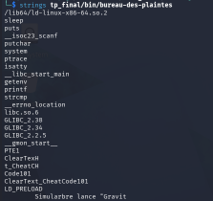 $ strings tp_final/bin/bureau-des-plaintes
/lib64/ld-linux-x86-64.so.2
sleep
puts
__isoc23_scanf
putchar
system
ptrace
isatty
__libc_start_main
getenv
printf
strcmp
__errno_location
libc.so.6
GLIBC_2.38
GLIBC_2.34
GLIBC_2.2.5
__gmon_start__
PTE1
ClearTexH
t_CheatCH
Code101
ClearText_CheatCode101
LD_PRELOAD
Simularbre lance "Gravit